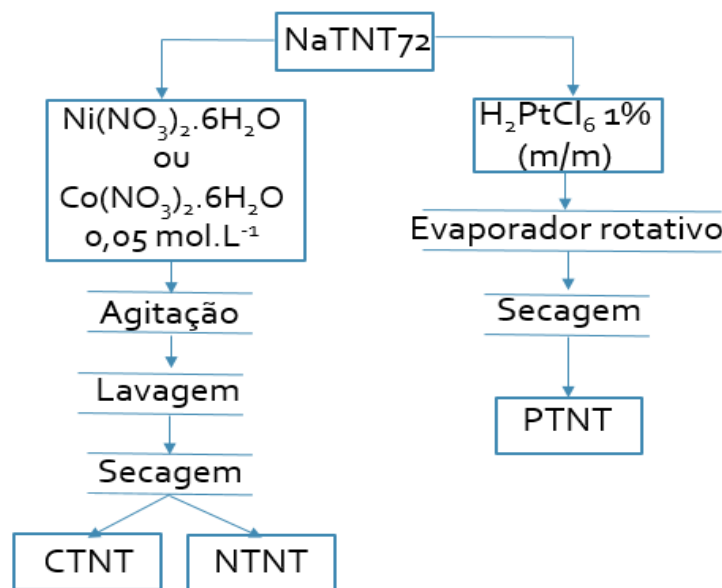 NaTNT72
Ni(NO₃)₂.6H₂O
ou
Co(NO₃)₂.6H₂O
0,05 mol.L⁻¹
Agitação
Lavagem
Secagem
CTNT
NTNT
H₂PtCl₆ 1%
(m/m)
Evaporador rotativo
Secagem
PTNT